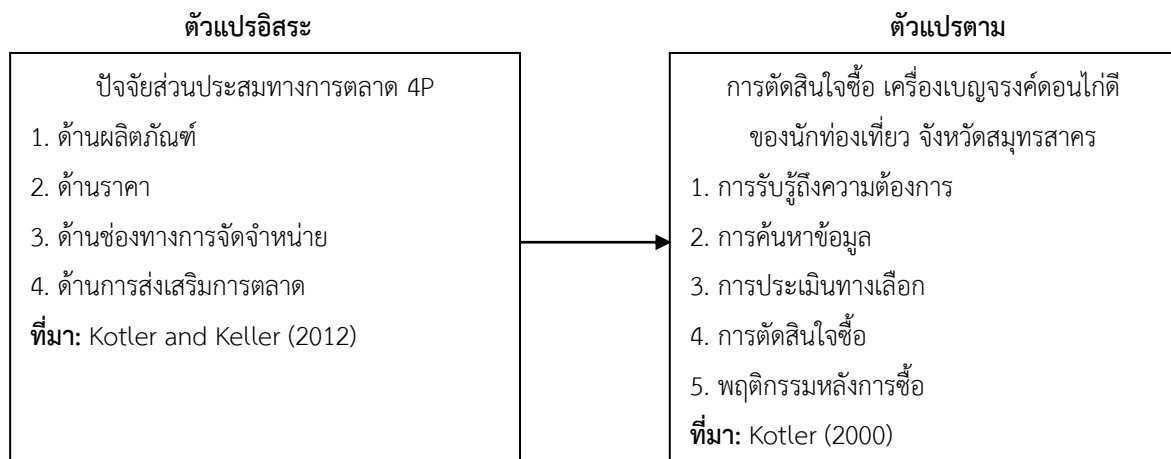 ตัวแปรอิสระ
ปัจจัยส่วนประสมทางการตลาด 4P
1. ด้านผลิตภัณฑ์
2. ด้านราคา
3. ด้านช่องทางการจัดจำหน่าย
4. ด้านการส่งเสริมการตลาด
ที่มา: Kotler and Keller (2012)
ตัวแปรตาม
การตัดสินใจซื้อ เครื่องเบญจรงค์ดอนไก่ดี
ของนักท่องเที่ยว จังหวัดสมุทรสาคร
1. การรับรู้ถึงความต้องการ
2. การค้นหาข้อมูล
3. การประเมินทางเลือก
4. การตัดสินใจซื้อ
5. พฤติกรรมหลังการซื้อ
ที่มา: Kotler (2000)